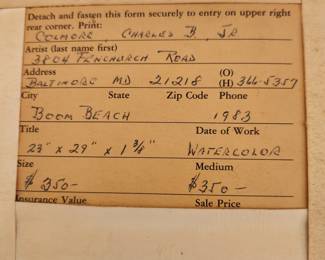 Detach and fasten this form securely to entry on upper right
rear corner. Print:
Colmore Charles B. Jr
Artist (last name first)
3804 Fenchurch Road
Address (O)
Baltimore MD 21218 (H) 366-5357
City State Zip Code Phone
Boom Beach 1983
Title Date of Work
23" x 29" x 1 3/8" Watercolor
Size Medium
$350- $350-
Insurance Value Sale Price